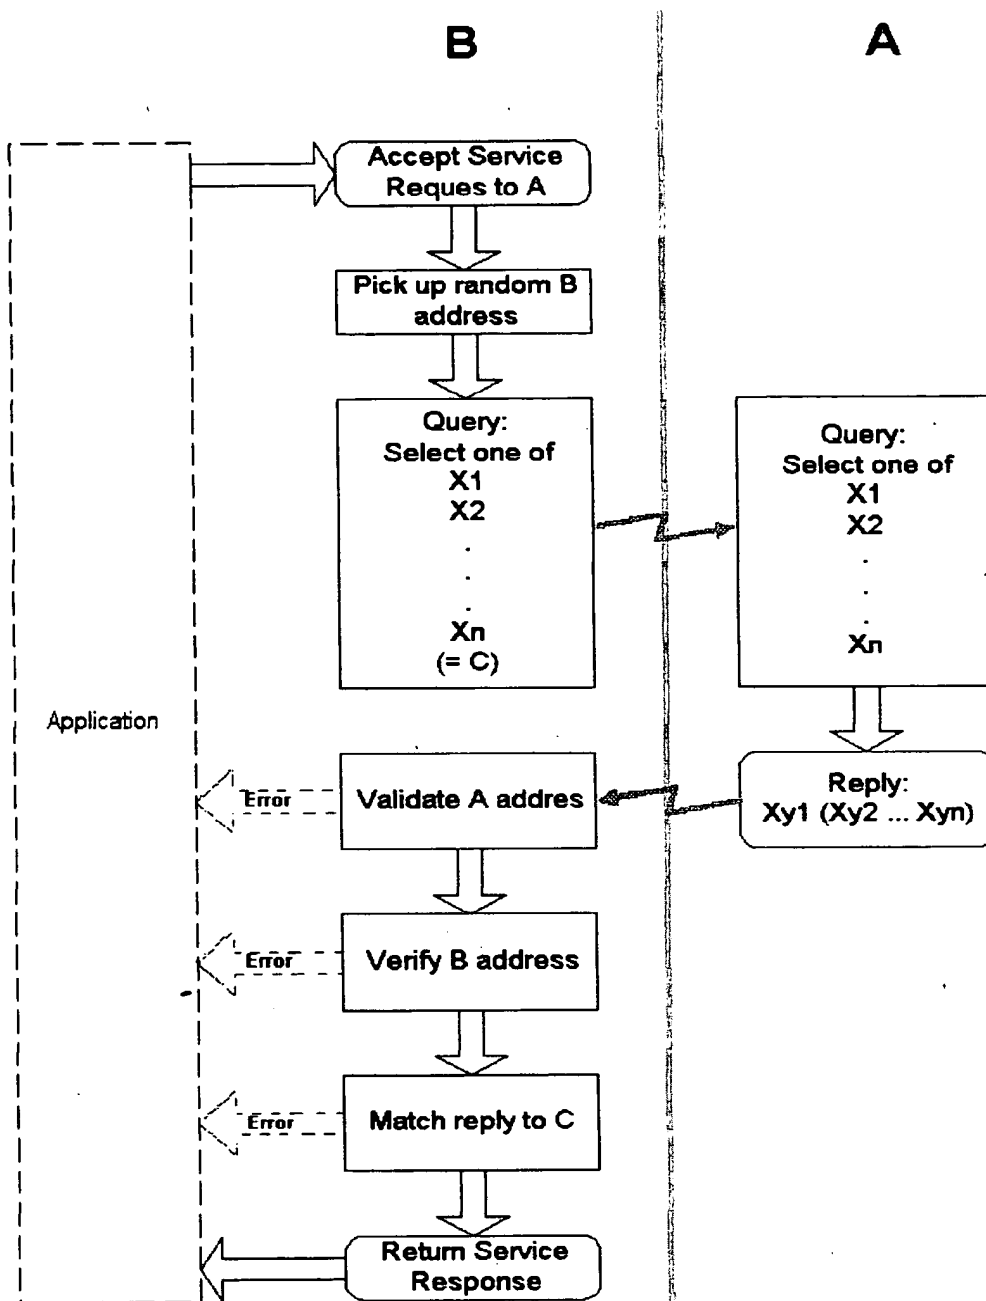 B
A
Accept Service
Reques to A
Pick up random B
address
Query:
Select one of
X1
X2
.
.
.
Xn
(= C)
Query:
Select one of
X1
X2
.
.
.
Xn
Application
Error
Validate A addres
Reply:
Xy1 (Xy2 ... Xyn)
Error
Verify B address
Error
Match reply to C
Return Service
Response